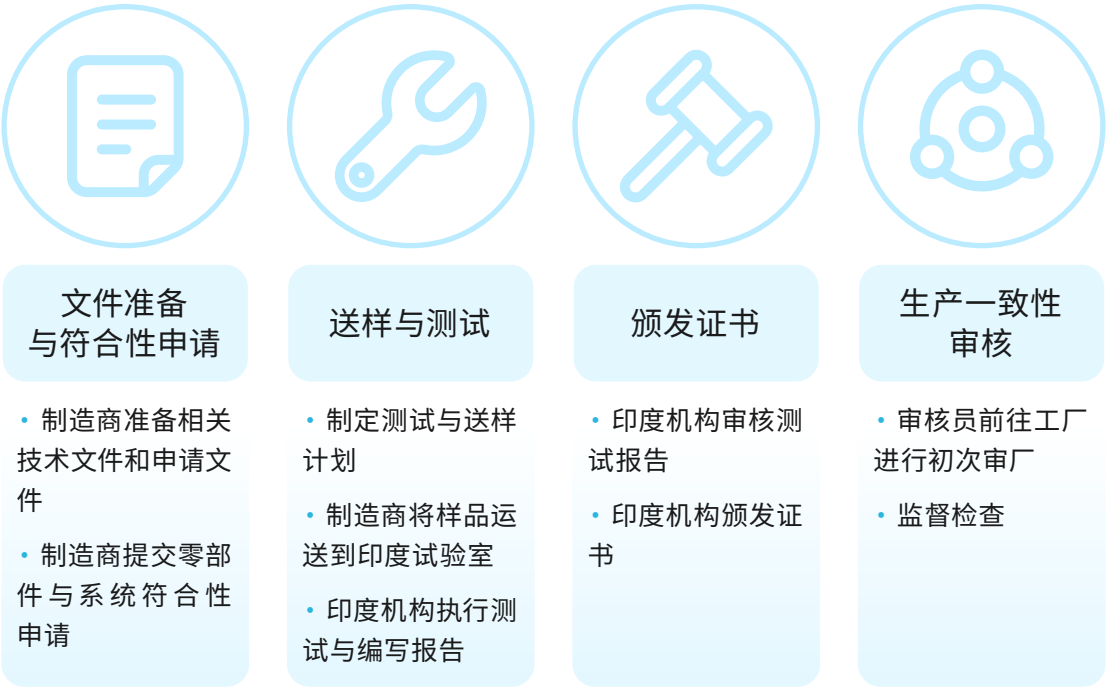 文件准备
与符合性申请
• 制造商准备相关
技术文件和申请文
件
• 制造商提交零部
件与系统符合性
申请
送样与测试
• 制定测试与送样
计划
• 制造商将样品运
送到印度试验室
• 印度机构执行测
试与编写报告
颁发证书
• 印度机构审核测
试报告
• 印度机构颁发证
书
生产一致性
审核
• 审核员前往工厂
进行初次审厂
• 监督检查